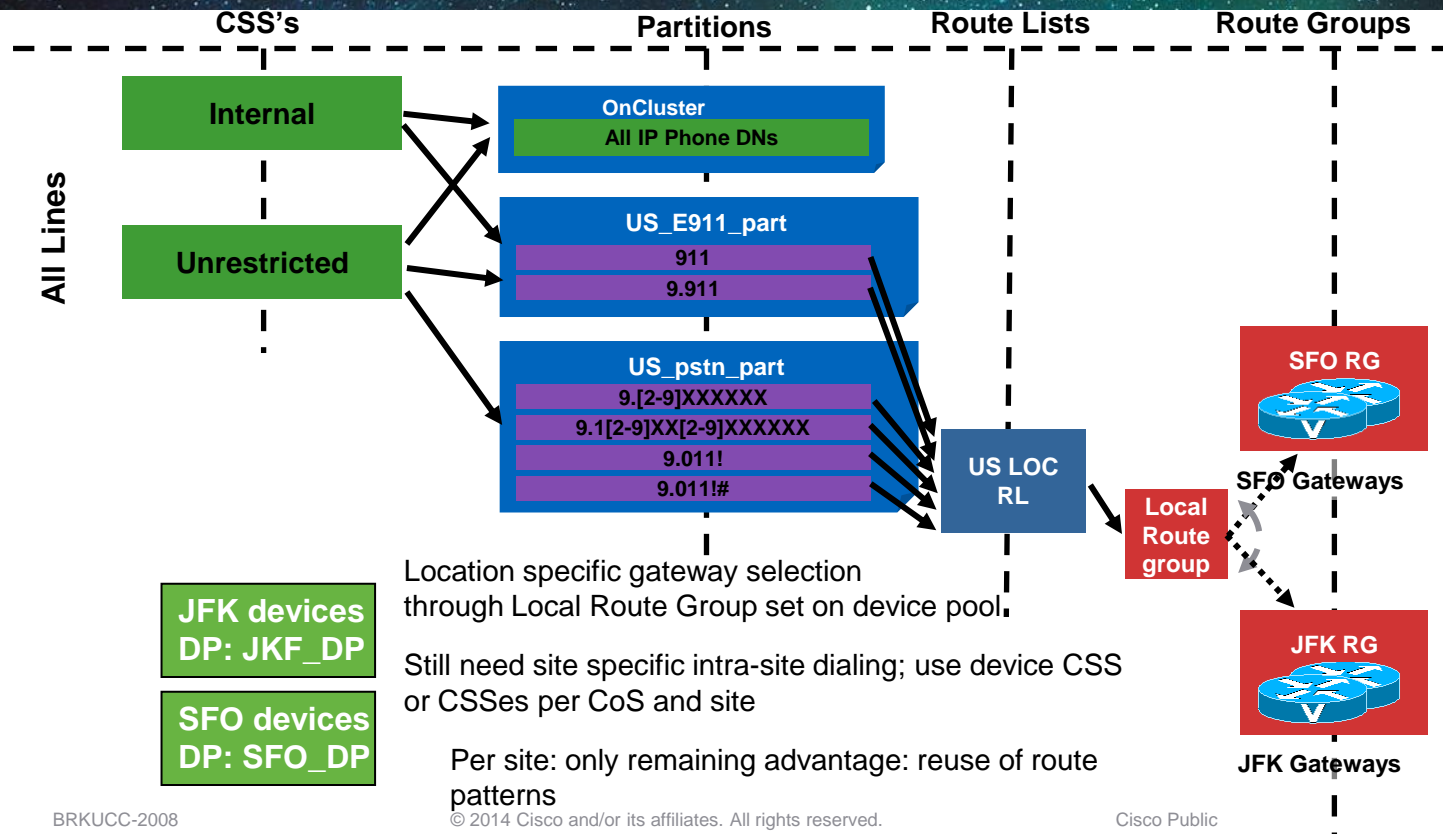 CSS's
Partitions
Route Lists
Route Groups
All Lines
Internal
Unrestricted
OnCluster
All IP Phone DNs
US_E911_part
911
9.911
US_pstn_part
9.[2-9]XXXXXX
9.1[2-9]XX[2-9]XXXXXX
9.011!
9.011!#
US LOC
RL
Local
Route
group
SFO RG
V
SFO Gateways
JFK RG
V
JFK Gateways
JFK devices
DP: JKF_DP
SFO devices
DP: SFO_DP
Location specific gateway selection
through Local Route Group set on device pool
Still need site specific intra-site dialing; use device CSS
or CSSes per CoS and site
Per site: only remaining advantage: reuse of route
patterns
BRKUCC-2008
© 2014 Cisco and/or its affiliates. All rights reserved.
Cisco Public